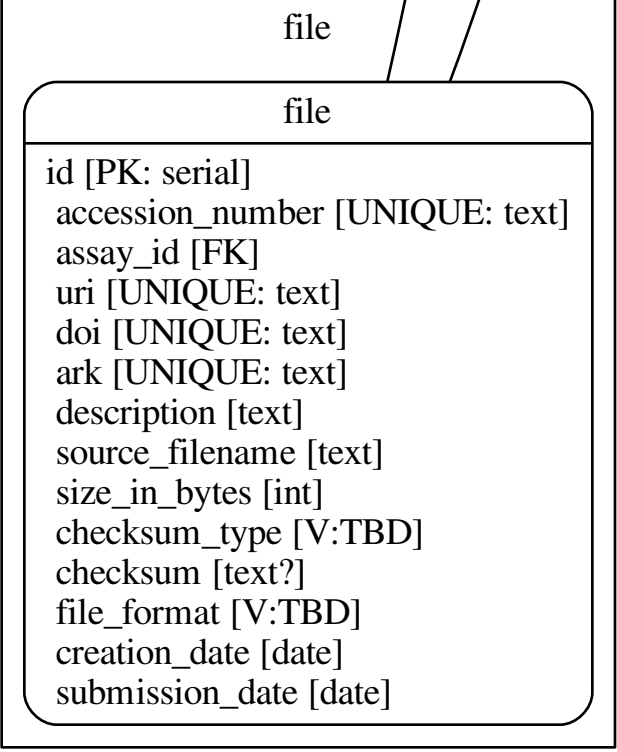 file
file
id [PK: serial]
accession_number [UNIQUE: text]
assay_id [FK]
uri [UNIQUE: text]
doi [UNIQUE: text]
ark [UNIQUE: text]
description [text]
source_filename [text]
size_in_bytes [int]
checksum_type [V:TBD]
checksum [text?]
file_format [V:TBD]
creation_date [date]
submission_date [date]